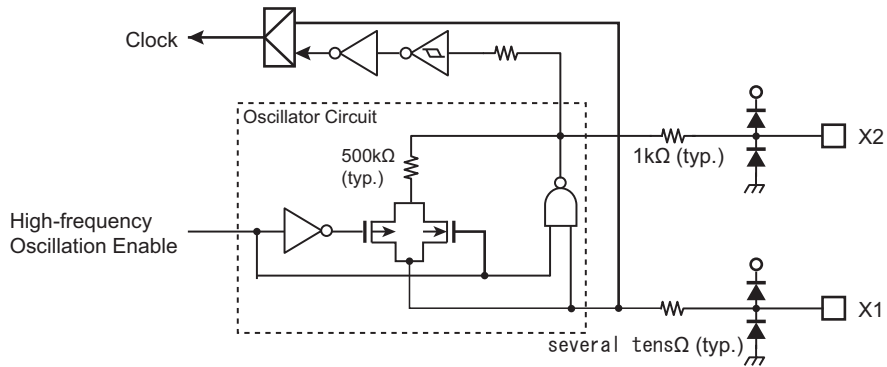 Clock
Oscillator Circuit
500kΩ
(typ.)
1kΩ (typ.)
X2
High-frequency
Oscillation Enable
X1
several tensΩ (typ.)